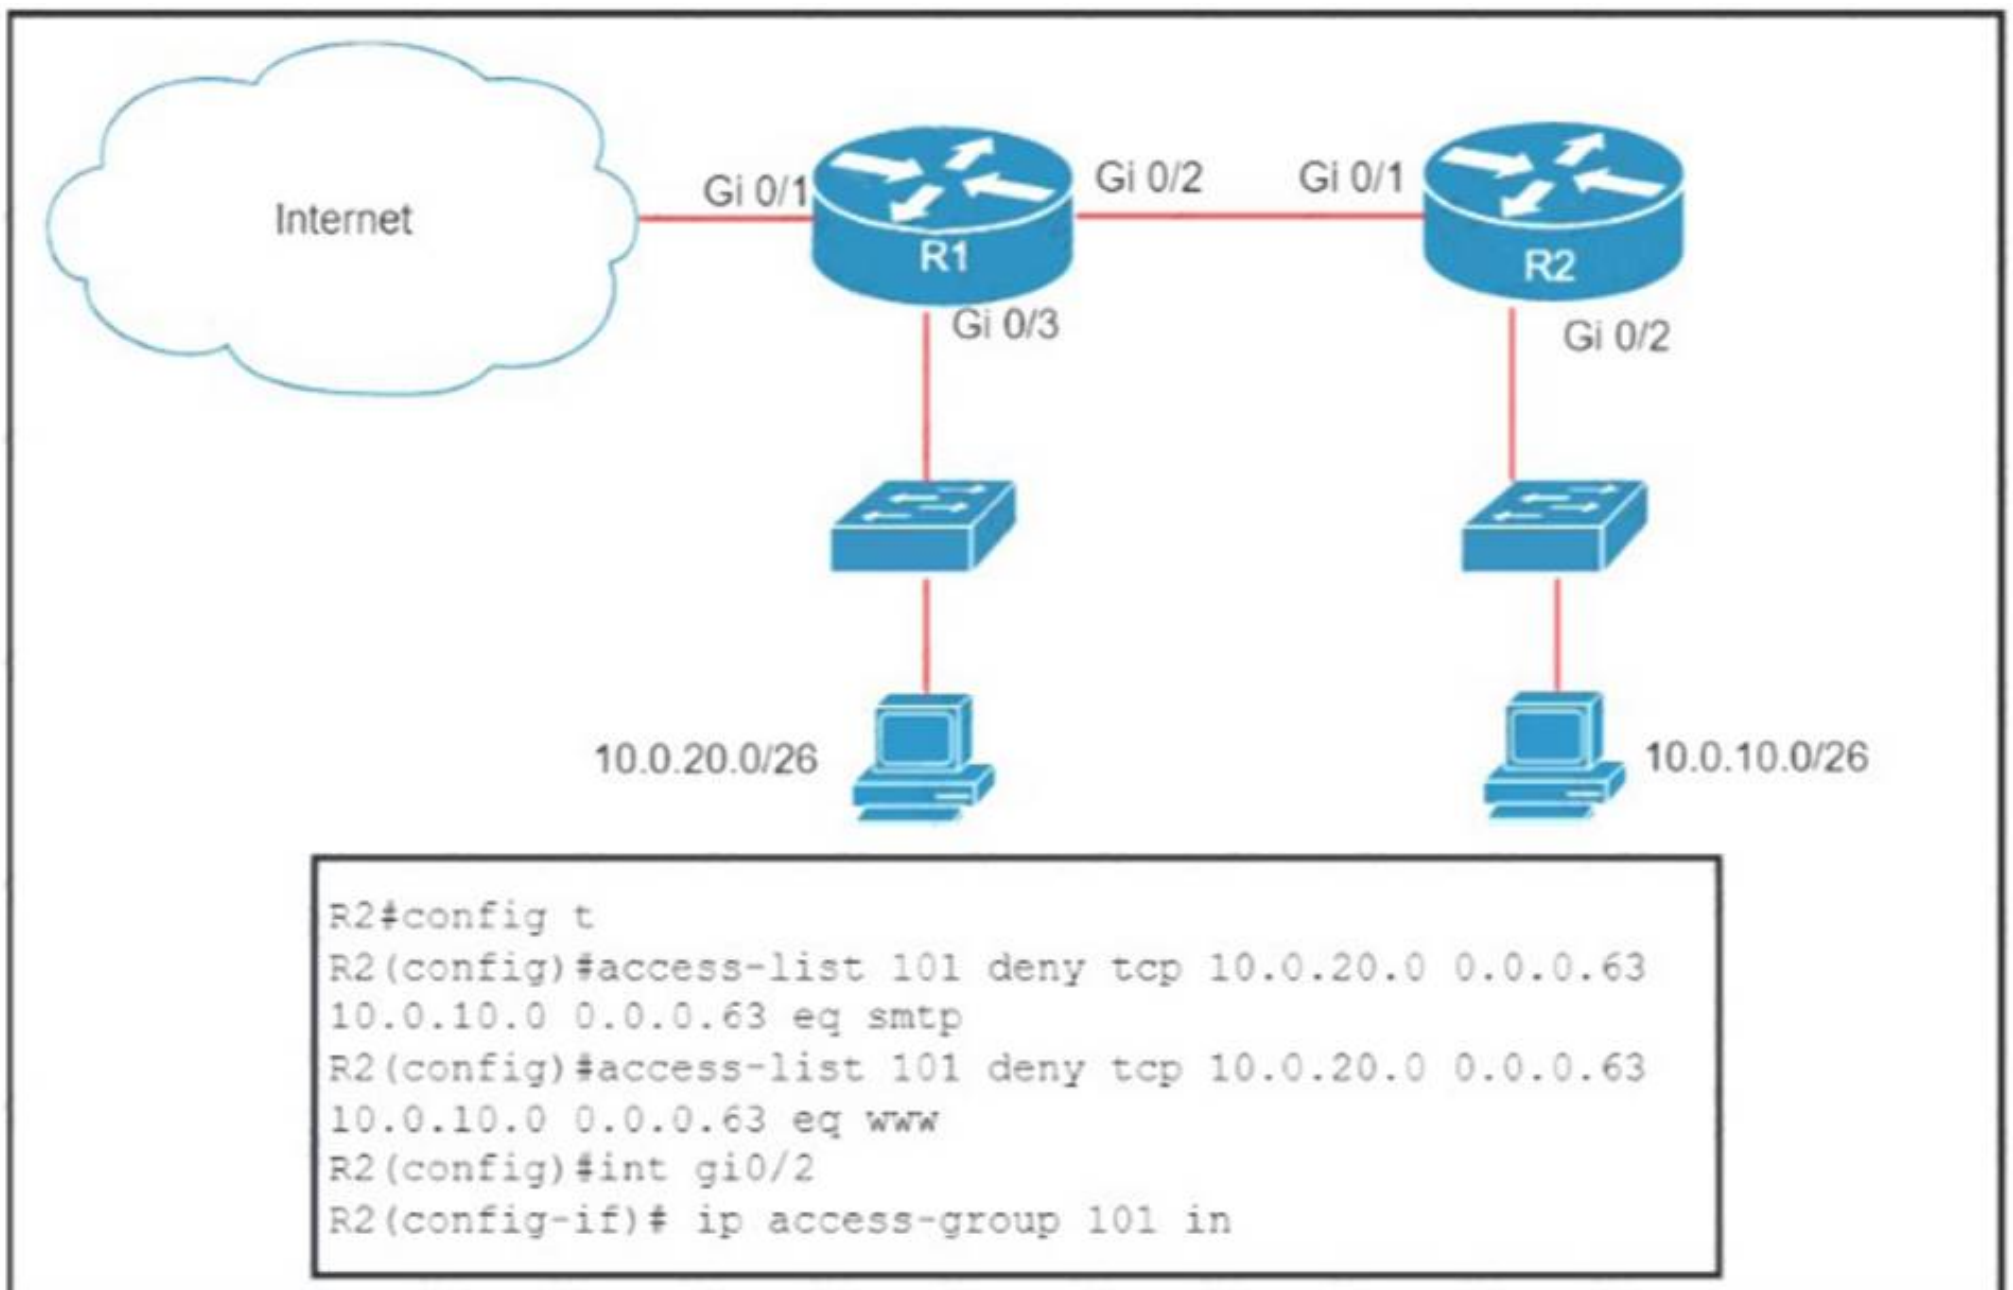 Internet
Gi 0/1
R1
Gi 0/2
Gi 0/1
R2
Gi 0/3
Gi 0/2
10.0.20.0/26
10.0.10.0/26
R2#config t
R2(config)#access-list 101 deny tcp 10.0.20.0 0.0.0.63
10.0.10.0 0.0.0.63 eq smtp
R2(config)#access-list 101 deny tcp 10.0.20.0 0.0.0.63
10.0.10.0 0.0.0.63 eq www
R2(config)#int gi0/2
R2(config-if)# ip access-group 101 in